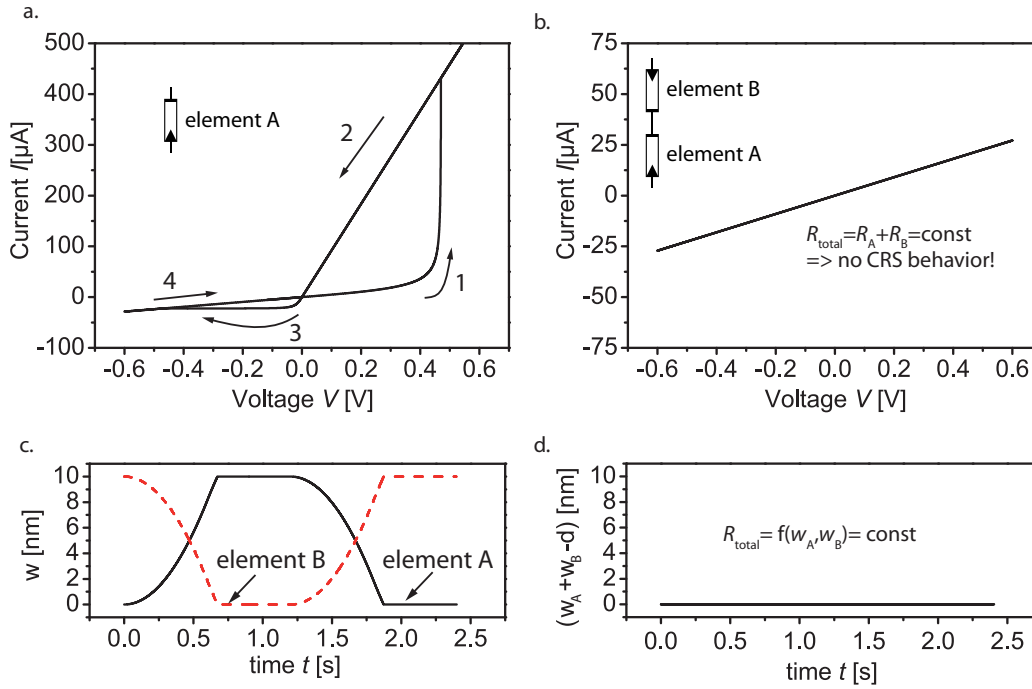 a.
500
400
300
200
100
0
-100
Current I[µA]
element A
1
2
3
4
-0.6 -0.4 -0.2 0.0 0.2 0.4 0.6
Voltage V [V]
b.
75
50
25
0
-25
-50
-75
Current I[µA]
element B
element A
R_total=R_A+R_B=const
=> no CRS behavior!
-0.6 -0.4 -0.2 0.0 0.2 0.4 0.6
Voltage V [V]
c.
10
8
6
4
2
0
w [nm]
element B
element A
0.0 0.5 1.0 1.5 2.0 2.5
time t [s]
d.
10
9
8
7
6
5
4
3
2
1
0
(w_A+w_B-d) [nm]
R_total= f(w_A,w_B)= const
0.0 0.5 1.0 1.5 2.0 2.5
time t [s]